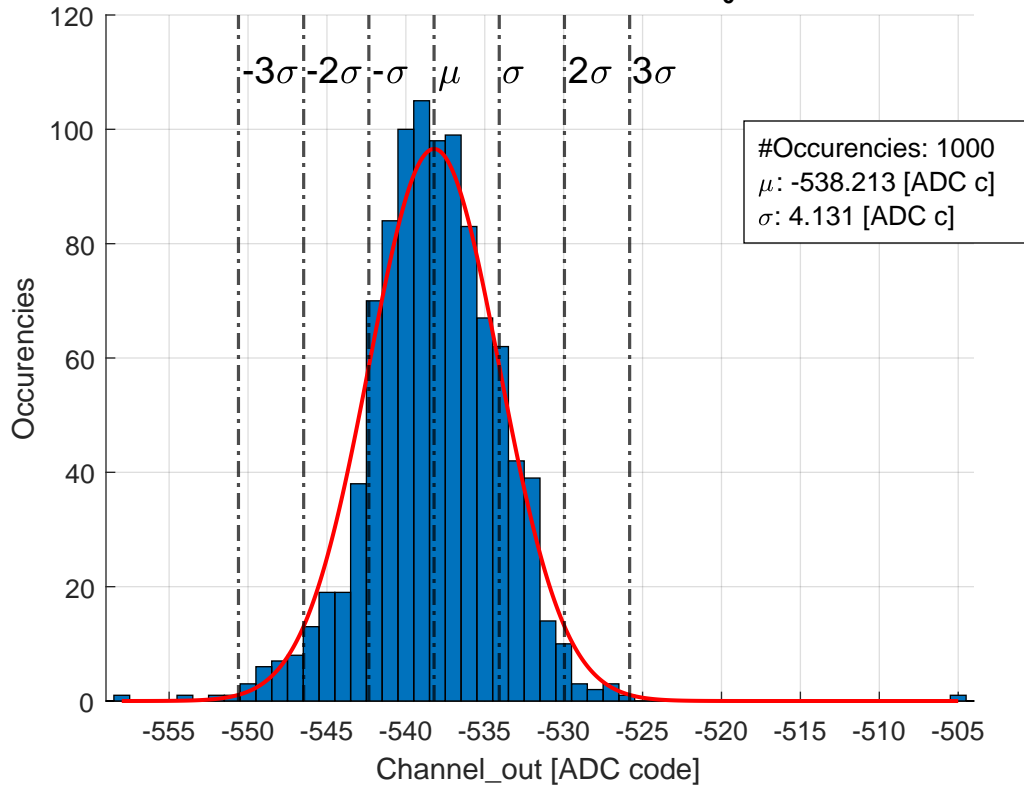 120
100
80
60
40
20
0
-3σ -2σ -σ μ σ 2σ 3σ
#Occurencies: 1000
μ: -538.213 [ADC c]
σ: 4.131 [ADC c]
Occurencies
-555 -550 -545 -540 -535 -530 -525 -520 -515 -510 -505
Channel_out [ADC code]